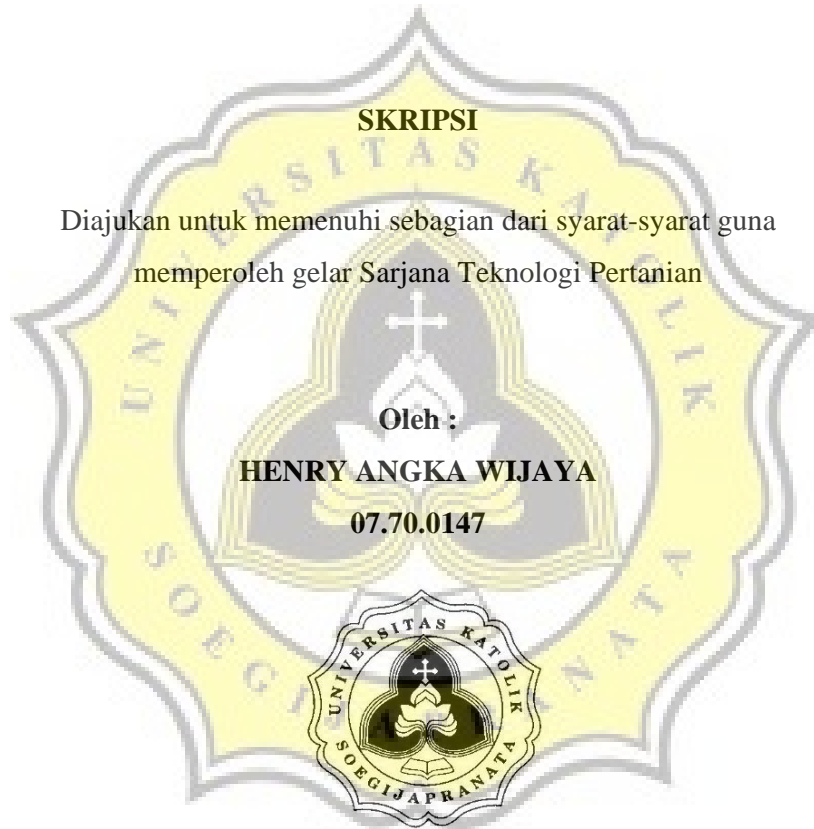 SKRIPSI
Diajukan untuk memenuhi sebagian dari syarat-syarat guna
memperoleh gelar Sarjana Teknologi Pertanian
Oleh :
HENRY ANGKA WIJAYA
07.70.0147
UNIVERSITAS KATOLIK
SOEGIJAPRANATA
UNIVERSITAS KATOLIK
SOEGIJAPRANATA